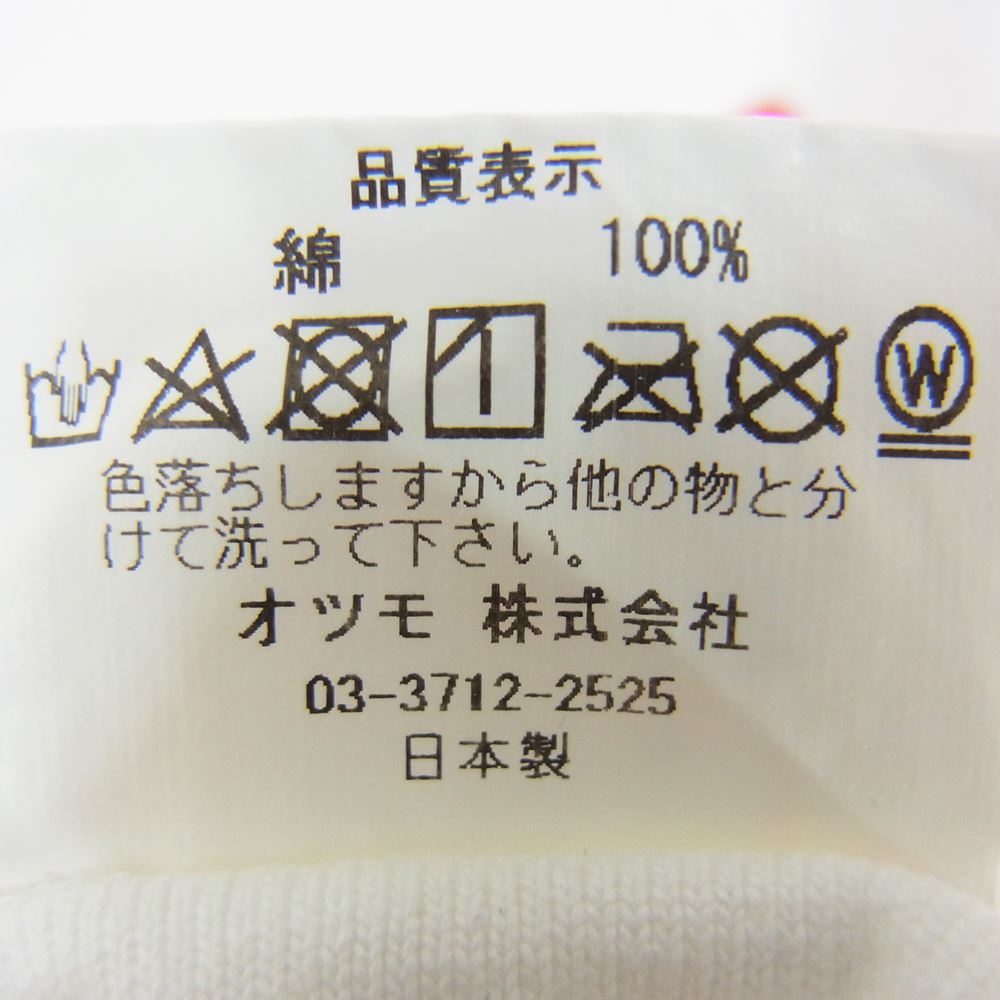 品質表示
綿 100%
W
色落ちしますから他の物と分
けて洗って下さい。
オツモ 株式会社
03-3712-2525
日本製